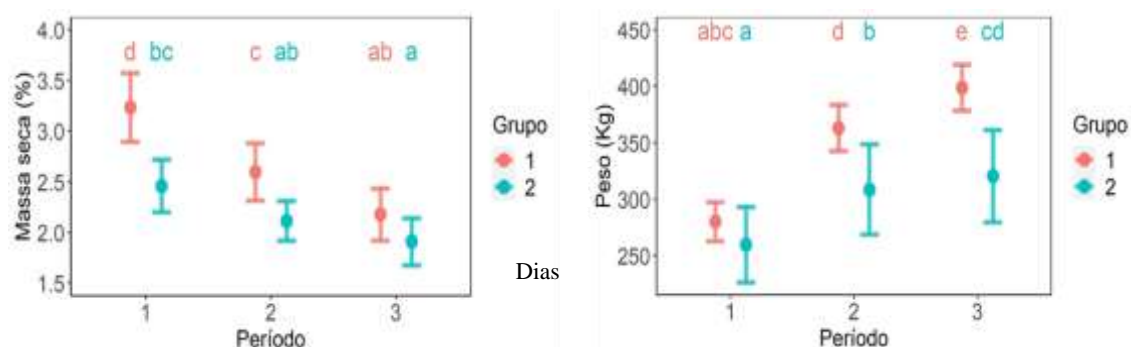 Massa seca (%)
4.0
3.5
3.0
2.5
2.0
1.5
d bc c ab ab a
1 2 3
Período
Grupo
1
2
Dias
Peso (Kg)
450
400
350
300
250
abc a d b e cd
1 2 3
Período
Grupo
1
2